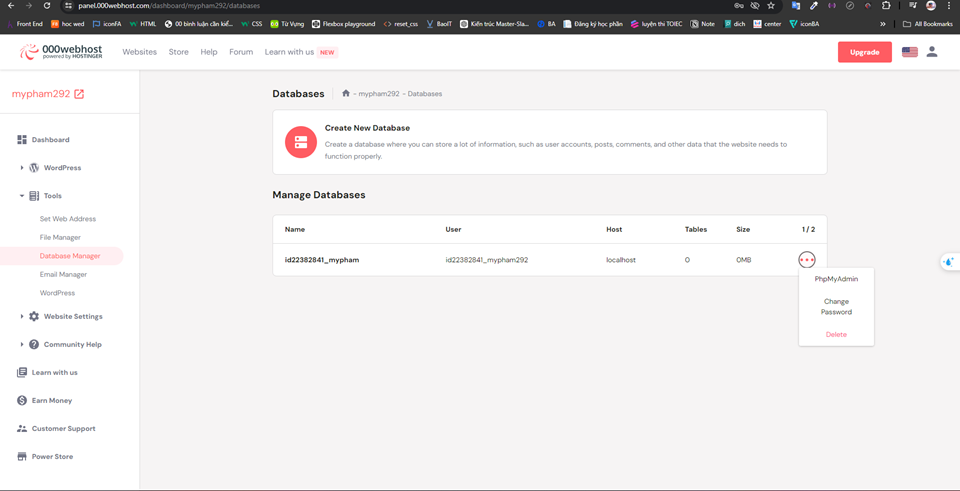 panel.000webhost.com/dashboard/mypham292/databases
Front End
hoc wed
iconFA
HTML
00 bình luận cần kiế...
CSS
Từ Vựng
Flexbox playground
reset_css
BaoIT
Kiến trúc Master-Sla...
BA
Đăng ký học phần
luyện thi TOEIC
Note
dich
center
iconBA
»
All Bookmarks
000webhost
powered by HOSTINGER
Websites
Store
Help
Forum
Learn with us NEW
Upgrade
mypham292
Dashboard
WordPress
Tools
Set Web Address
File Manager
Database Manager
Email Manager
WordPress
Website Settings
Community Help
Learn with us
Earn Money
Customer Support
Power Store
Databases
- mypham292 - Databases
Create New Database
Create a database where you can store a lot of information, such as user accounts, posts, comments, and other data that the website needs to
function properly.
Manage Databases
Name User Host Tables Size 1 / 2
id22382841_mypham id22382841_mypham292 localhost 0 0MB
PhpMyAdmin
Change
Password
Delete